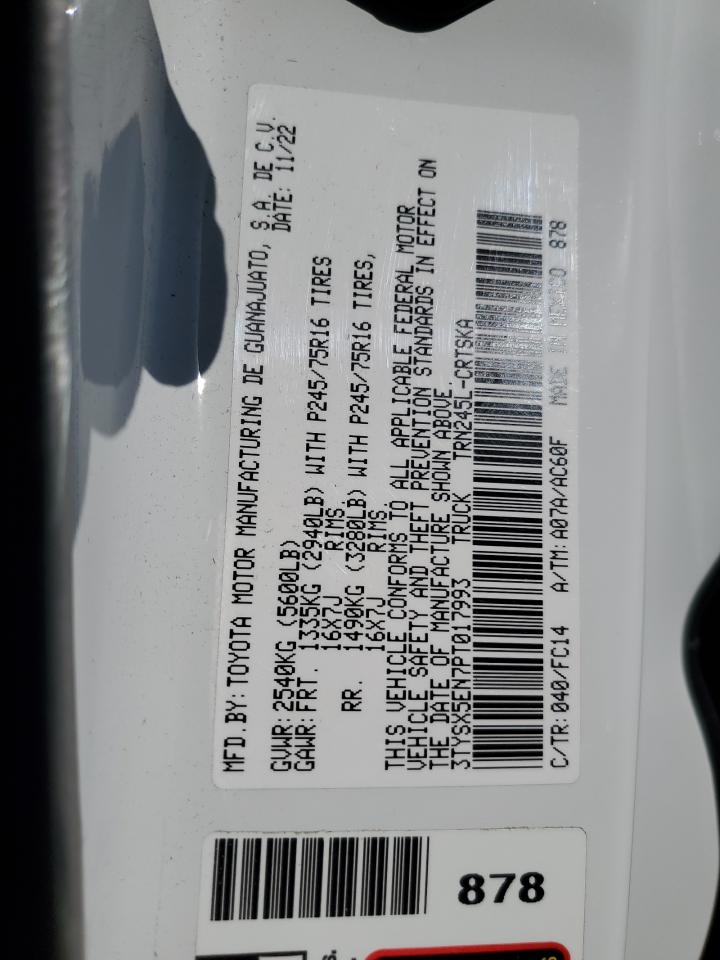 MFD.BY: TOYOTA MOTOR MANUFACTURING DE GUANAJUATO, S.A. DE C.V.
DATE: 11/22
GVWR: 2540KG (5600LB)
GAWR: FRT. 1335KG (2940LB) WITH P245/75R16 TIRES
16X7J RIMS.
RR. 1490KG (3280LB) WITH P245/75R16 TIRES,
16X7J RIMS.
THIS VEHICLE CONFORMS TO ALL APPLICABLE FEDERAL MOTOR
VEHICLE SAFETY AND THEFT PREVENTION STANDARDS IN EFFECT ON
THE DATE OF MANUFACTURE SHOWN ABOVE.
3TYSX5EN7PT017993 TRUCK TRN245L-CRTSKA
C/TR: 040/FC14 A/TM: A07A/AC60F MADE IN MEXICO 878
878